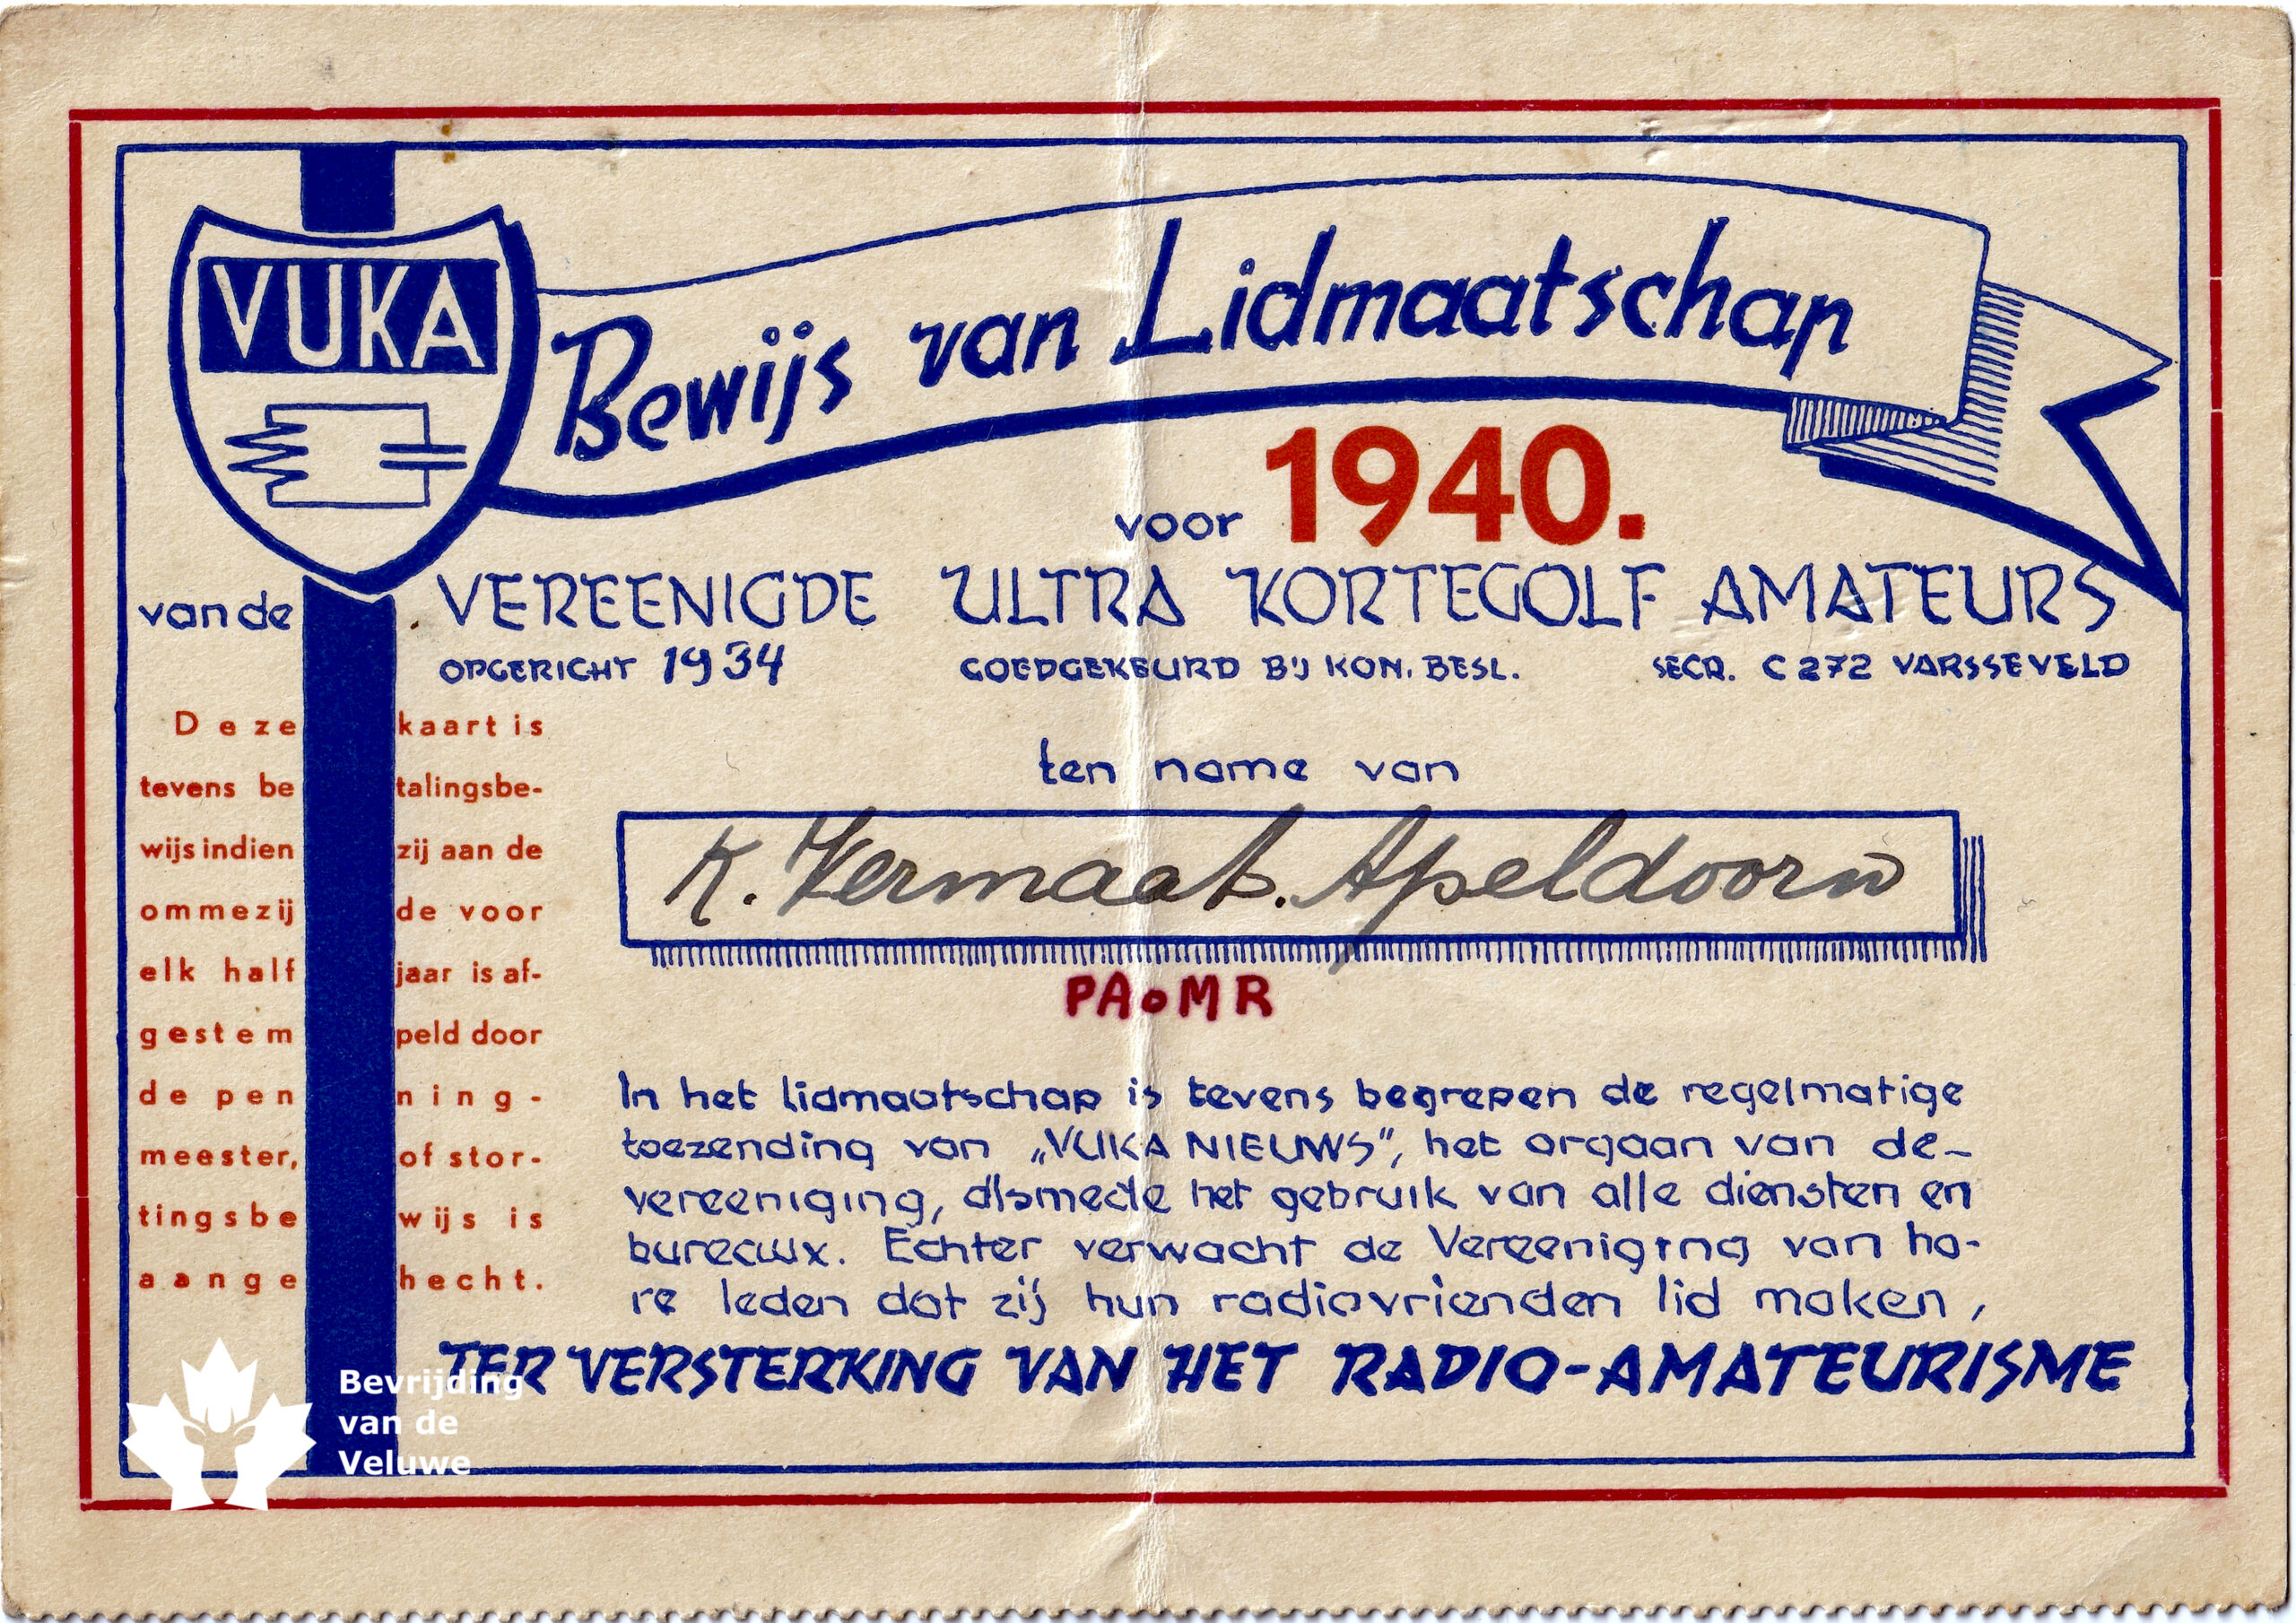 VUKA
Bewijs van Lidmaatschap
voor 1940.
van de VEREENIGDE ULTRA KORTEGOLF AMATEURS
OPGERICHT 1934 GOEDGEKEURD BIJ KON. BESL. SECR. C 272 VARSSEVELD
Deze kaart is
tevens betalingsbe-
wijs indien zij aan de
ommezijde voor
elk half jaar is af-
gestempeld door
de penning-
meester, of stor-
tingsbewijs is
aangehecht.
ten name van
K. Vermaat. Apeldoorn
PAoMR
In het lidmaatschap is tevens begrepen de regelmatige
toezending van „VUKA NIEUWS”, het orgaan van de-
vereeniging, alsmede het gebruik van alle diensten en
bureaux. Echter verwacht de Vereeniging van ha-
re leden dat zij hun radiovrienden lid maken,
TER VERSTERKING VAN HET RADIO-AMATEURISME
Bevrijding
van de
Veluwe